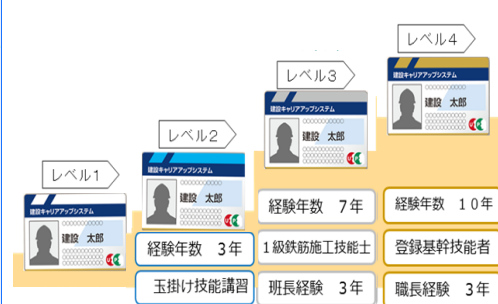 レベル4
レベル3
レベル2
レベル1
建設キャリアアップシステム
建設 太郎
建設キャリアアップシステム
建設 太郎
建設キャリアアップシステム
建設 太郎
建設キャリアアップシステム
建設 太郎
経験年数 3年
玉掛け技能講習
経験年数 7年
1級鉄筋施工技能士
班長経験 3年
経験年数 10年
登録基幹技能者
職長経験 3年